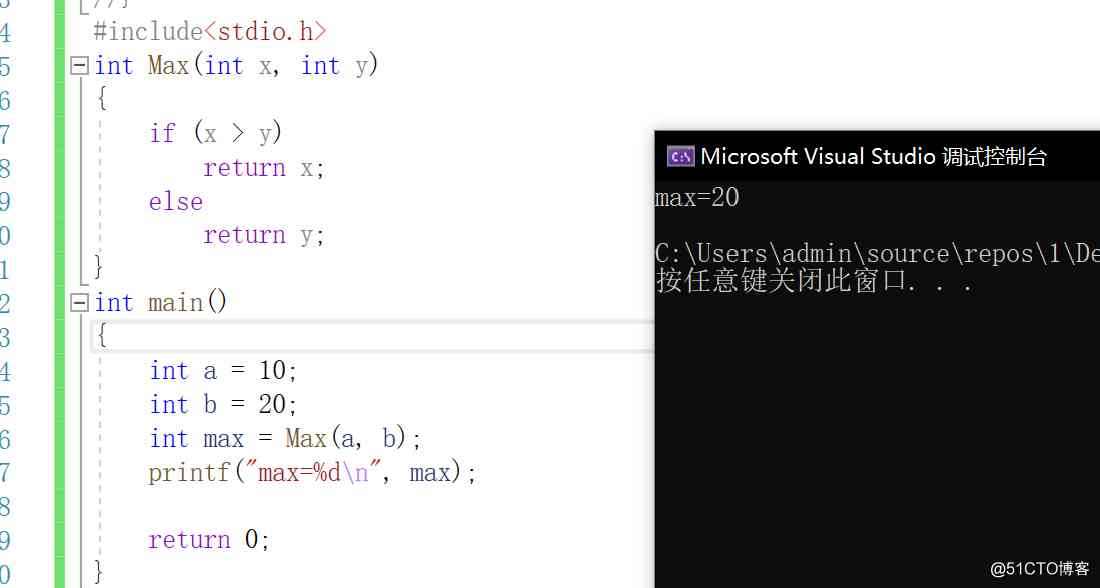 //}
#include<stdio.h>
int Max(int x, int y)
{
if (x > y)
return x;
else
return y;
}
int main()
{
int a = 10;
int b = 20;
int max = Max(a, b);
printf("max=%d\n", max);
return 0;
}
4
5
6
7
8
9
0
1
2
3
4
5
6
7
8
9
0
Microsoft Visual Studio 调试控制台
max=20
C:\Users\admin\source\repos\1\De
按任意键关闭此窗口. . .
@51CTO博客